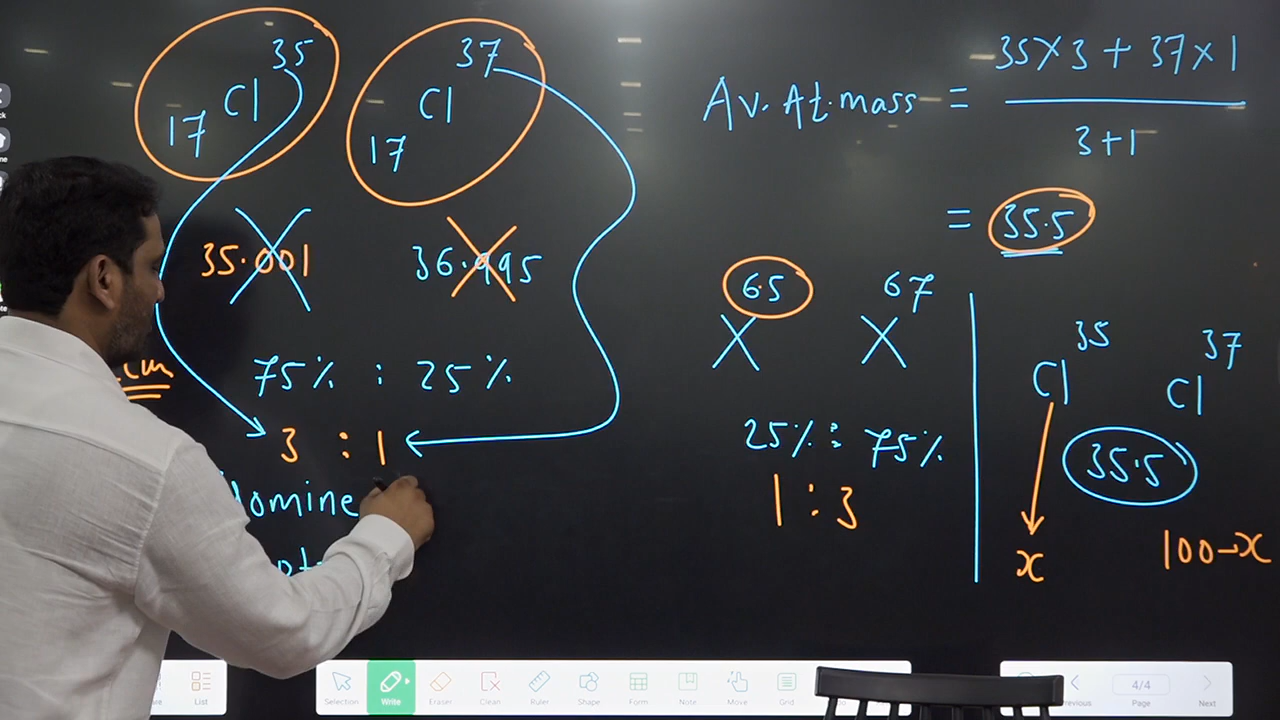 35 37
Cl Cl
17 17
35.001 36.995
75% : 25%
3 : 1
Av. At. mass = 35 X 3 + 37 X 1
3+1
= 35.5
65 67
X X
25% : 75%
1 : 3
35 37
Cl Cl
35.5
x 100-x
List
Selection Write Eraser Clean Ruler Shape Form Note Move Grid
4/4
Page Next